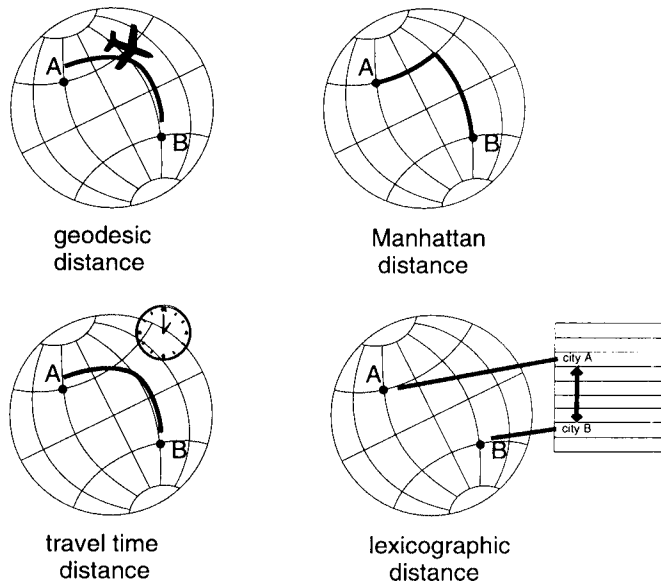 A
B
geodesic
distance
A
B
Manhattan
distance
A
B
travel time
distance
A
B
city A
city B
lexicographic
distance